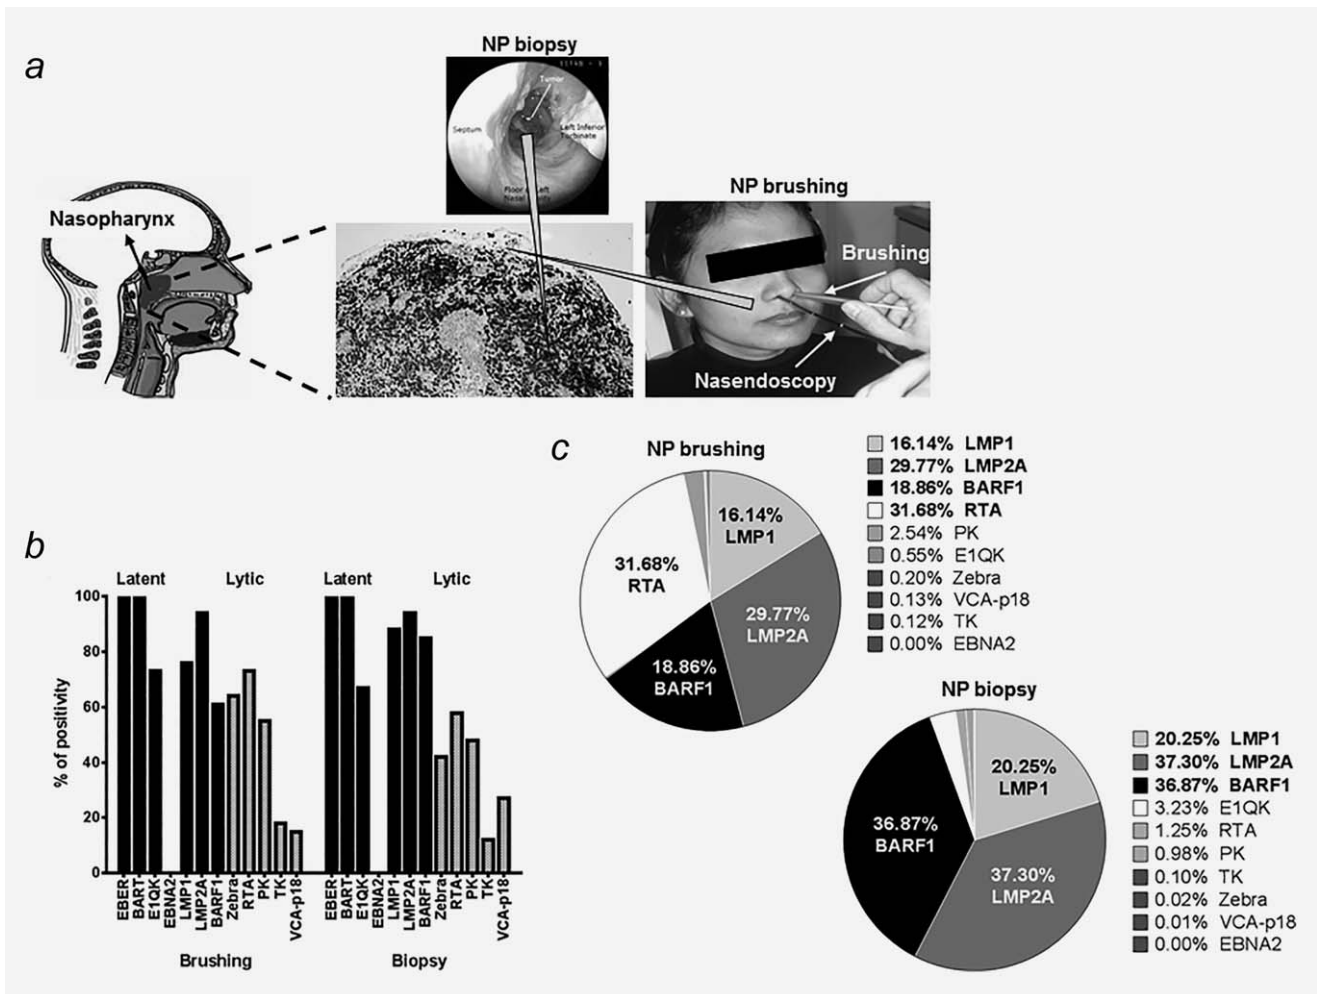 a
NP biopsy
Tumor
Septum
Left Inferior
Turbinate
Nasopharynx
NP brushing
Brushing
Nasendoscopy
b
Latent Lytic Latent Lytic
% of positivity
100
80
60
40
20
0
EBER
BART
E1QK
EBNA2
LMP1
LMP2A
BARF1
Zebra
RTA
PK
TK
VCA-p18
EBER
BART
E1QK
EBNA2
LMP1
LMP2A
BARF1
Zebra
RTA
PK
TK
VCA-p18
Brushing Biopsy
c
NP brushing
16.14%
LMP1
29.77%
LMP2A
18.86%
BARF1
31.68%
RTA
16.14% LMP1
29.77% LMP2A
18.86% BARF1
31.68% RTA
2.54% PK
0.55% E1QK
0.20% Zebra
0.13% VCA-p18
0.12% TK
0.00% EBNA2
NP biopsy
20.25%
LMP1
37.30%
LMP2A
36.87%
BARF1
20.25% LMP1
37.30% LMP2A
36.87% BARF1
3.23% E1QK
1.25% RTA
0.98% PK
0.10% TK
0.02% Zebra
0.01% VCA-p18
0.00% EBNA2